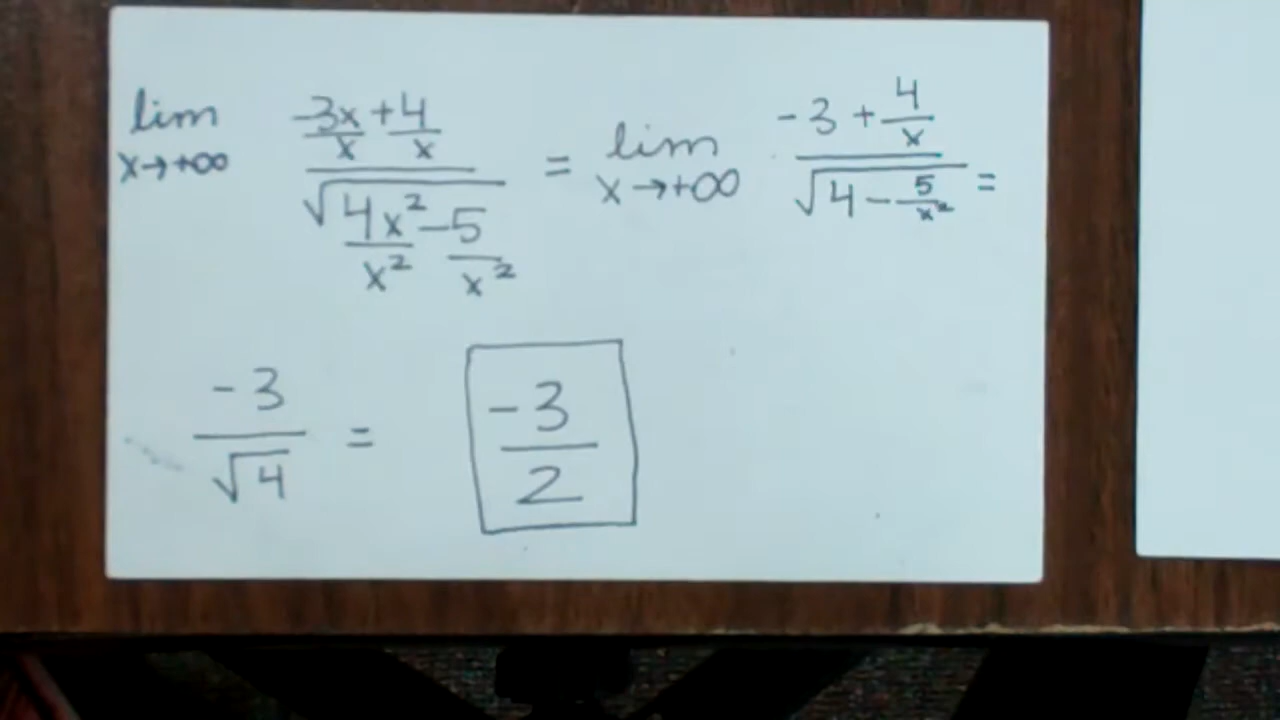 lim x→+∞ (-3x/x + 4/x) / √(4x²/x² - 5/x²) = lim x→+∞ (-3 + 4/x) / √(4 - 5/x²) =
-3/√4 = -3/2